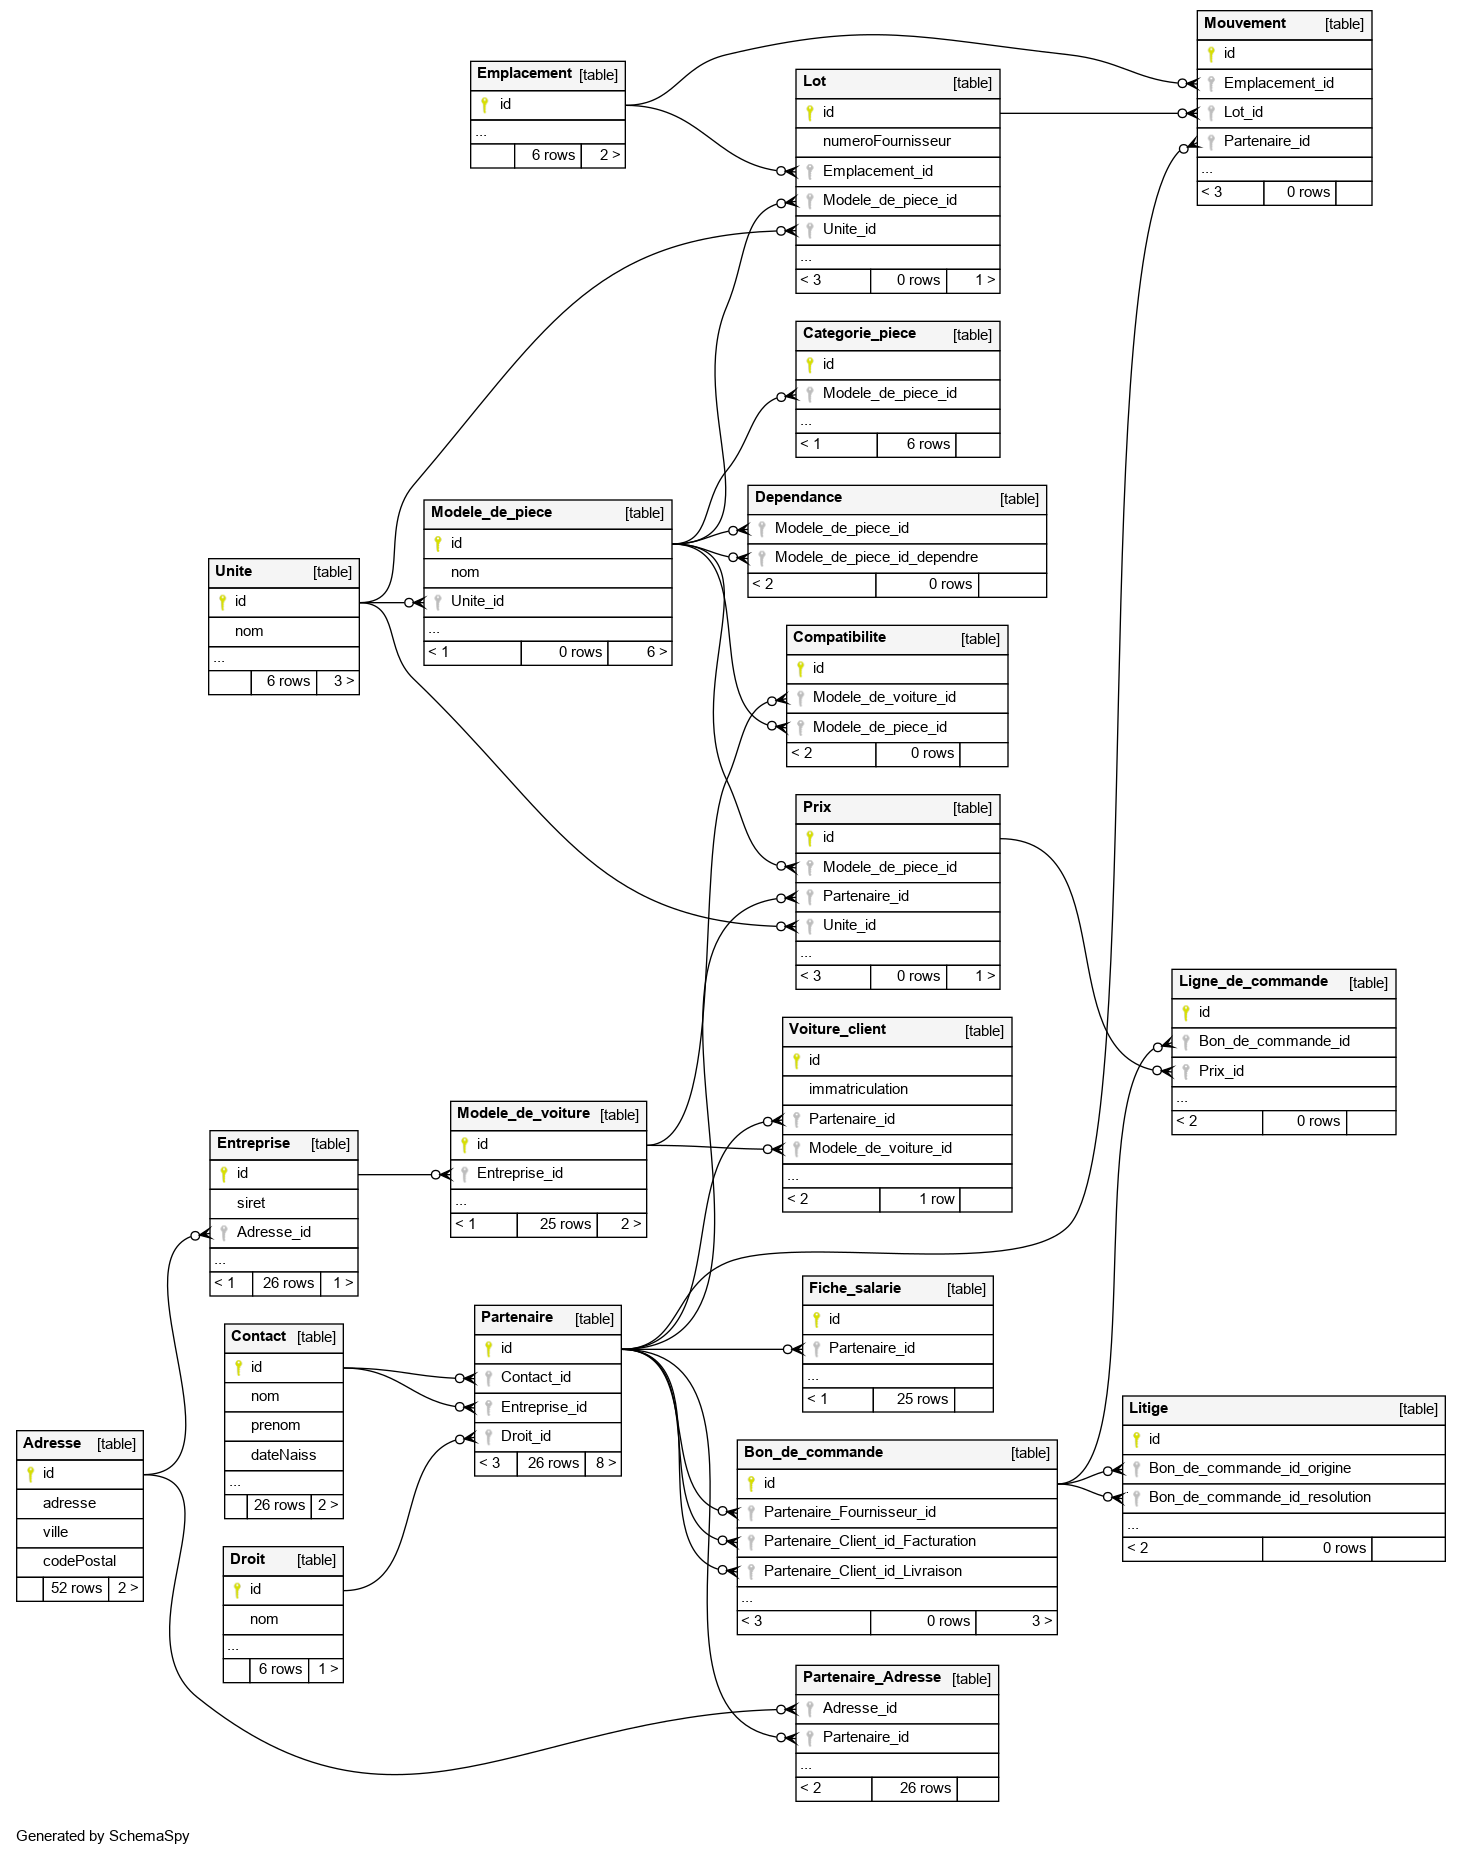 Mouvement [table]
id
Emplacement_id
Lot_id
Partenaire_id
...
< 3 0 rows
Emplacement [table]
id
...
6 rows 2 >
Lot [table]
id
numeroFournisseur
Emplacement_id
Modele_de_piece_id
Unite_id
...
< 3 0 rows 1 >
Categorie_piece [table]
id
Modele_de_piece_id
...
< 1 6 rows
Dependance [table]
Modele_de_piece_id
Modele_de_piece_id_dependre
< 2 0 rows
Modele_de_piece [table]
id
nom
Unite_id
...
< 1 0 rows 6 >
Unite [table]
id
nom
...
6 rows 3 >
Compatibilite [table]
id
Modele_de_voiture_id
Modele_de_piece_id
< 2 0 rows
Prix [table]
id
Modele_de_piece_id
Partenaire_id
Unite_id
...
< 3 0 rows 1 >
Ligne_de_commande [table]
id
Bon_de_commande_id
Prix_id
...
< 2 0 rows
Voiture_client [table]
id
immatriculation
Partenaire_id
Modele_de_voiture_id
...
< 2 1 row
Modele_de_voiture [table]
id
Entreprise_id
...
< 1 25 rows 2 >
Entreprise [table]
id
siret
Adresse_id
...
< 1 26 rows 1 >
Fiche_salarie [table]
id
Partenaire_id
...
< 1 25 rows
Partenaire [table]
id
Contact_id
Entreprise_id
Droit_id
< 3 26 rows 8 >
Contact [table]
id
nom
prenom
dateNaiss
...
26 rows 2 >
Litige [table]
id
Bon_de_commande_id_origine
Bon_de_commande_id_resolution
...
< 2 0 rows
Adresse [table]
id
adresse
ville
codePostal
52 rows 2 >
Bon_de_commande [table]
id
Partenaire_Fournisseur_id
Partenaire_Client_id_Facturation
Partenaire_Client_id_Livraison
...
< 3 0 rows 3 >
Droit [table]
id
nom
...
6 rows 1 >
Partenaire_Adresse [table]
Adresse_id
Partenaire_id
...
< 2 26 rows
Generated by SchemaSpy